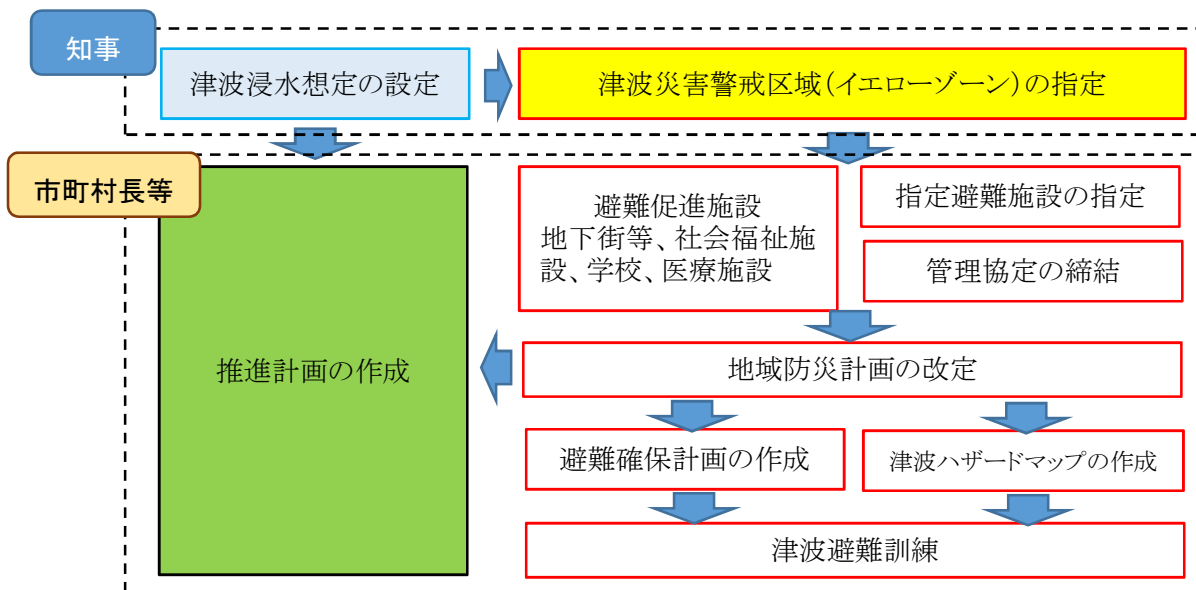 知事
津波浸水想定の設定
津波災害警戒区域(イエローゾーン)の指定
市町村長等
避難促進施設
地下街等、社会福祉施
設、学校、医療施設
指定避難施設の指定
管理協定の締結
推進計画の作成
地域防災計画の改定
避難確保計画の作成
津波ハザードマップの作成
津波避難訓練